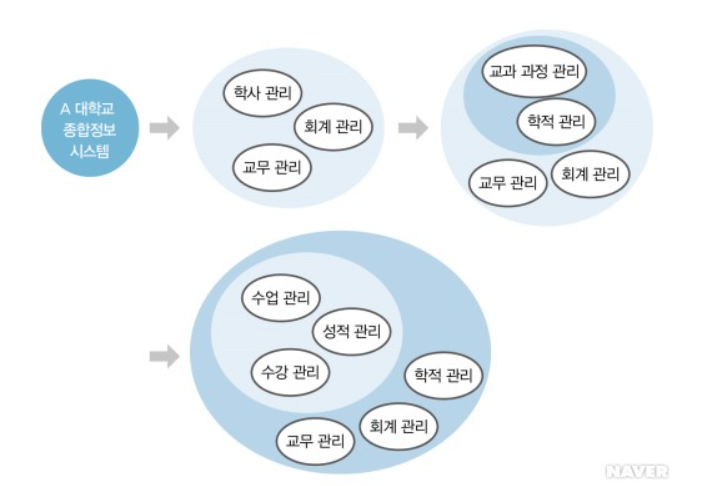 A 대학교
종합정보
시스템
학사 관리
회계 관리
교무 관리
교과 과정 관리
학적 관리
교무 관리
회계 관리
수업 관리
성적 관리
수강 관리
학적 관리
회계 관리
교무 관리
NAVER